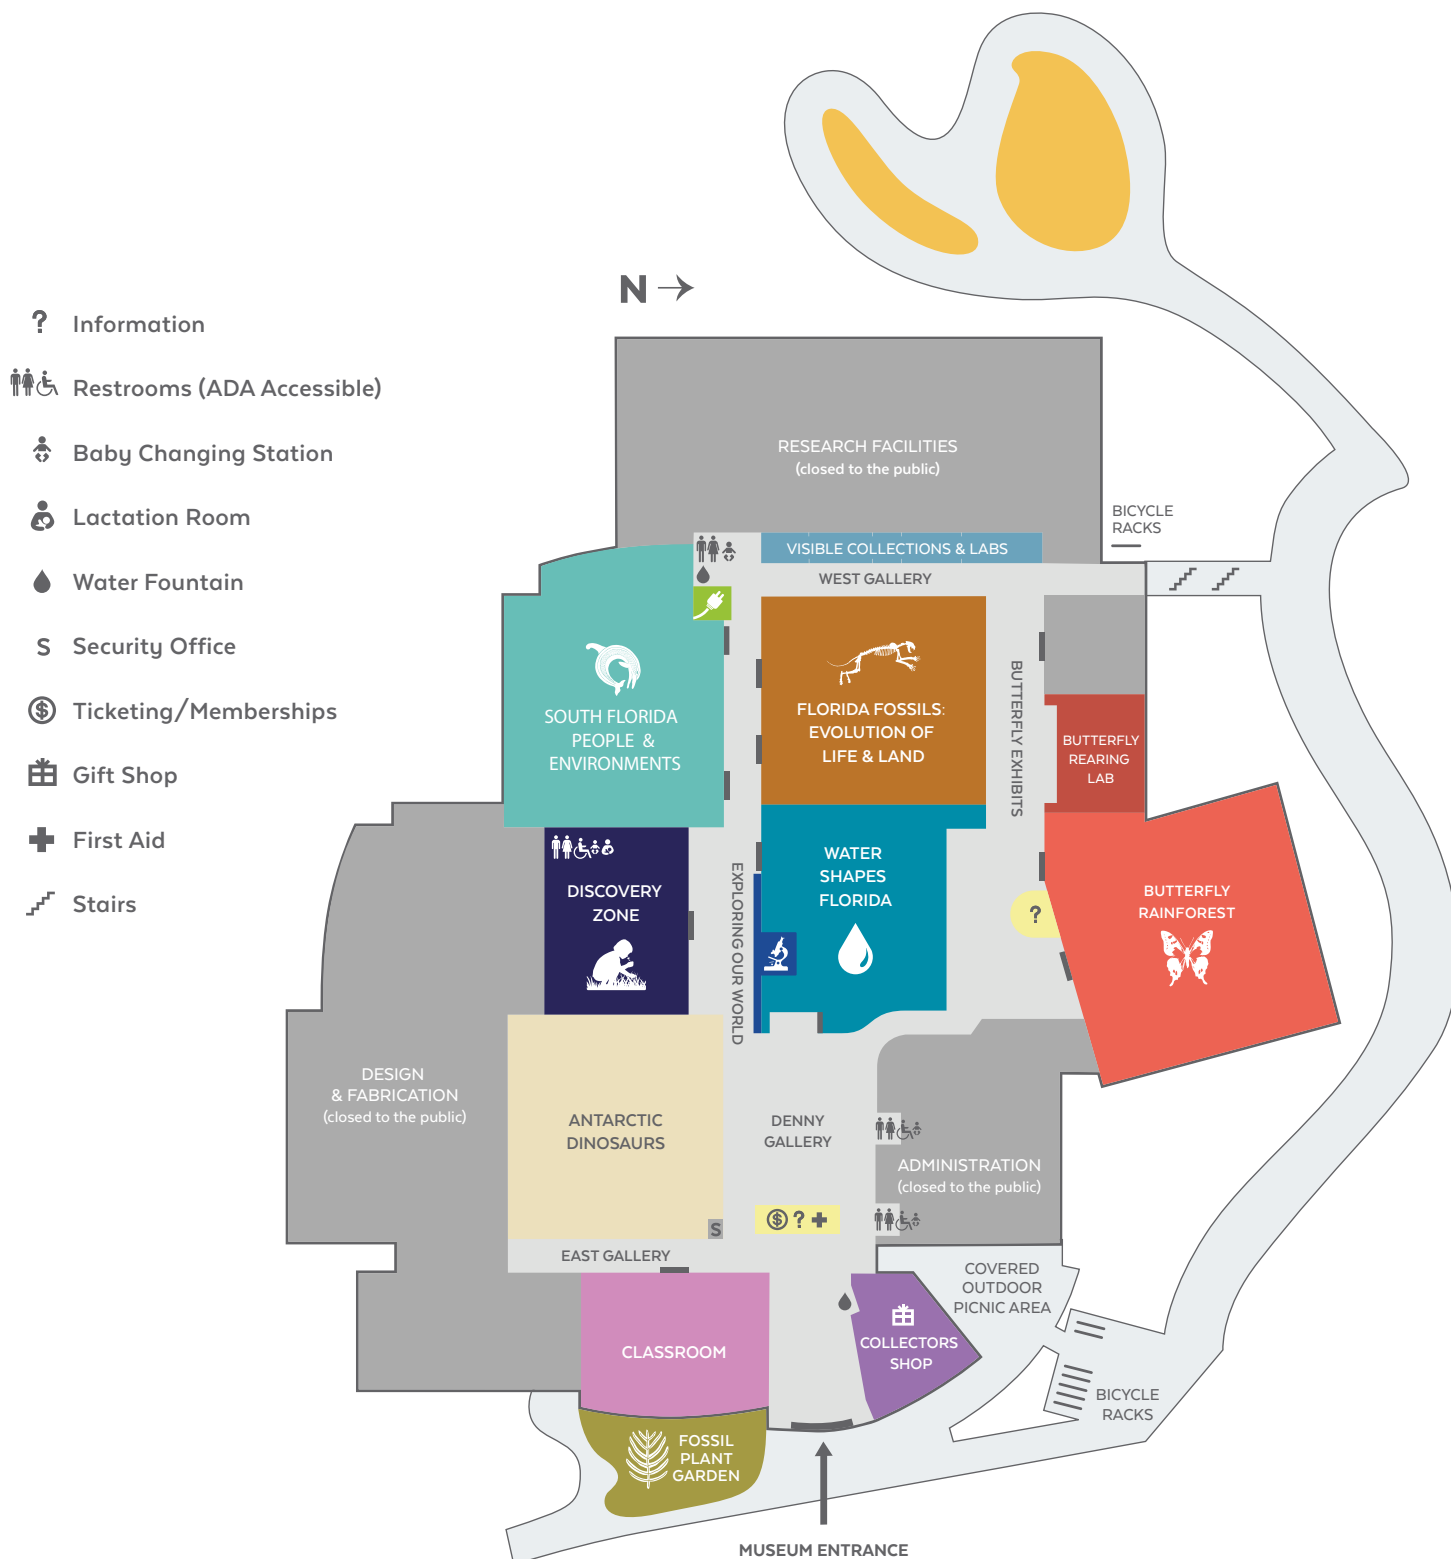 N
?
Information
Restrooms (ADA Accessible)
Baby Changing Station
Lactation Room
Water Fountain
S
Security Office
$
Ticketing/Memberships
Gift Shop
First Aid
Stairs
RESEARCH FACILITIES
(closed to the public)
BICYCLE
RACKS
VISIBLE COLLECTIONS & LABS
WEST GALLERY
SOUTH FLORIDA
PEOPLE &
ENVIRONMENTS
FLORIDA FOSSILS:
EVOLUTION OF
LIFE & LAND
BUTTERFLY EXHIBITS
BUTTERFLY
REARING
LAB
DISCOVERY
ZONE
EXPLORING OUR WORLD
WATER
SHAPES
FLORIDA
?
BUTTERFLY
RAINFOREST
DESIGN
& FABRICATION
(closed to the public)
ANTARCTIC
DINOSAURS
DENNY
GALLERY
ADMINISTRATION
(closed to the public)
S
$ ?
EAST GALLERY
COVERED
OUTDOOR
PICNIC AREA
CLASSROOM
COLLECTORS
SHOP
BICYCLE
RACKS
FOSSIL
PLANT
GARDEN
MUSEUM ENTRANCE